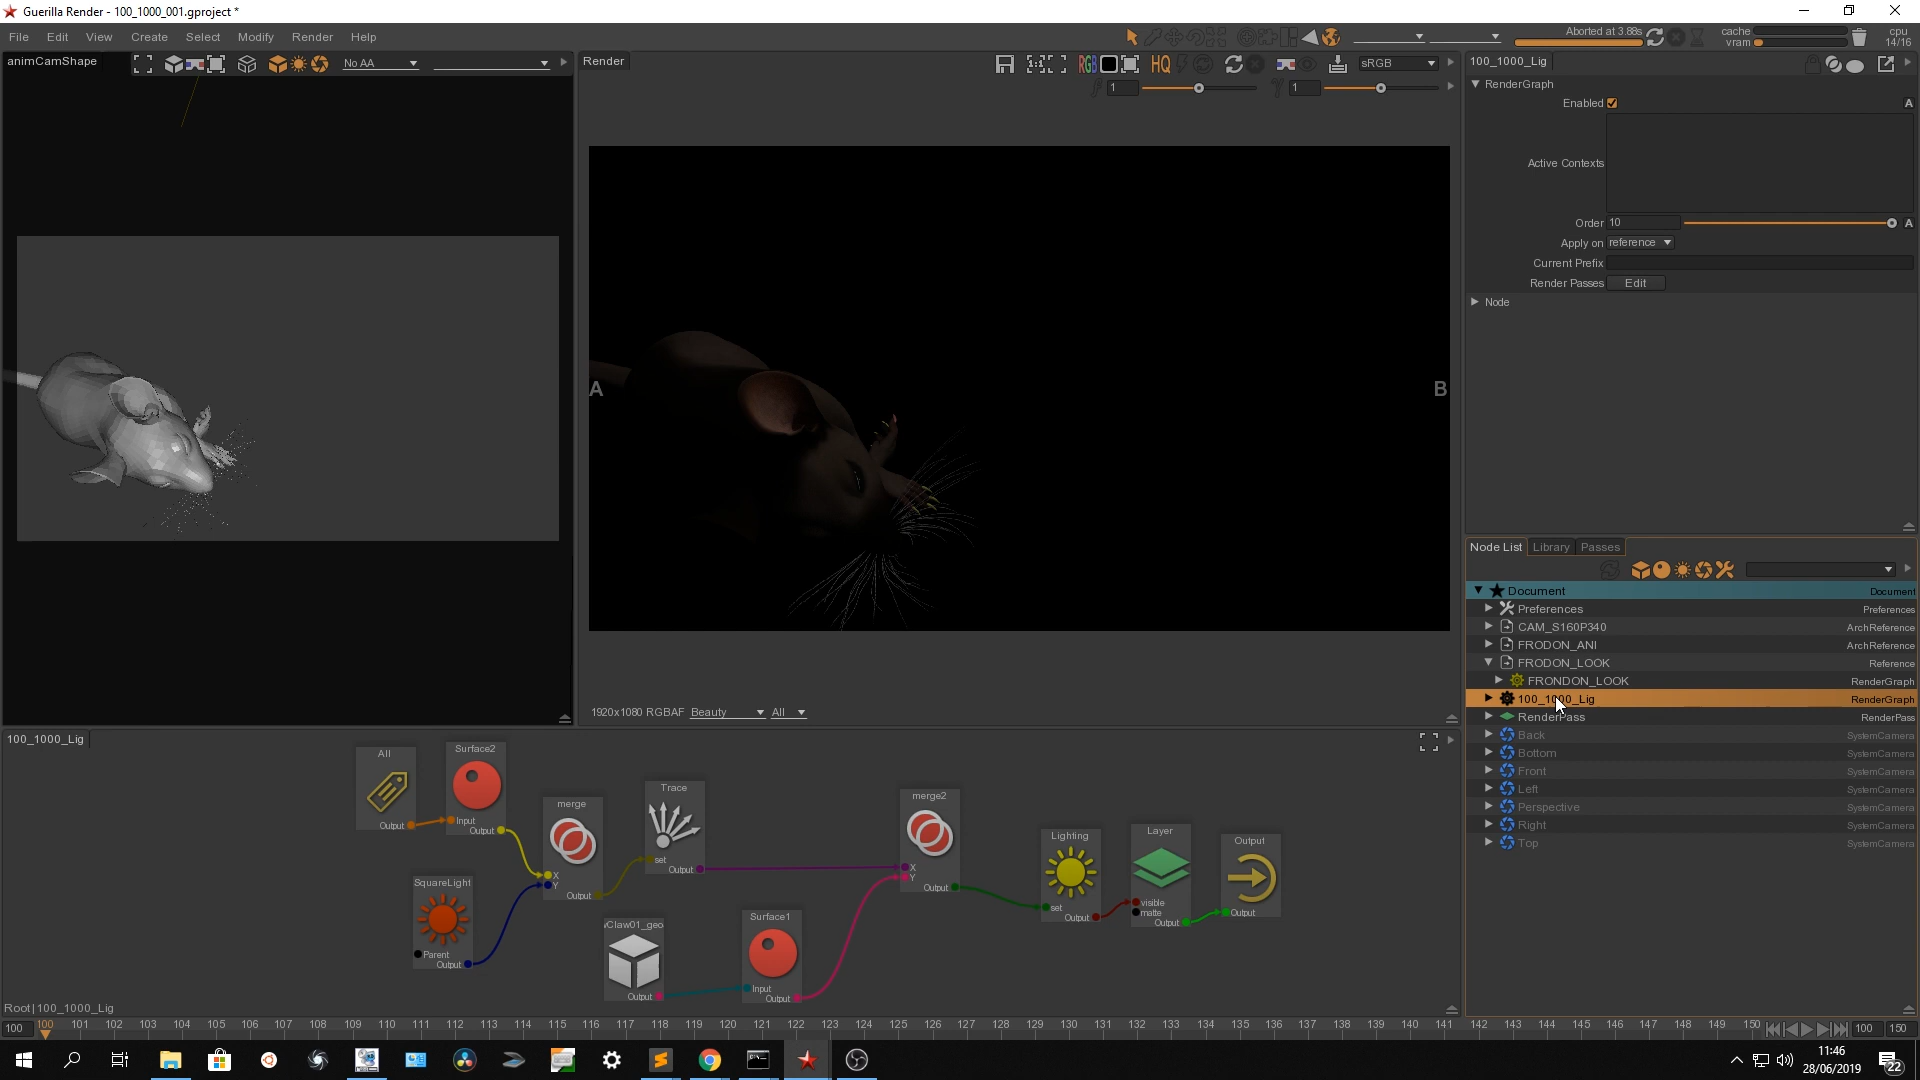 Guerilla Render - 100_1000_001.gproject *
File Edit View Create Select Modify Render Help
Aborted at 3.88s
cache
vram
cpu
14/16
animCamShape
No AA
Render
RGB
HQ
sRGB
1
1
A
B
1920x1080 RGBAF Beauty All
100_1000_Lig
RenderGraph
Enabled
A
Active Contexts
Order 10
A
Apply on reference
Current Prefix
Render Passes Edit
Node
Node List Library Passes
Document Document
Preferences Preferences
CAM_S160P340 ArchReference
FRODON_ANI ArchReference
FRODON_LOOK Reference
FRONDON_LOOK RenderGraph
100_1000_Lig RenderGraph
RenderPass RenderPass
Back SystemCamera
Bottom SystemCamera
Front SystemCamera
Left SystemCamera
Perspective SystemCamera
Right SystemCamera
Top SystemCamera
100_1000_Lig
All
Output
Surface2
Input
Output
merge
X
Y
Output
Trace
set
Output
SquareLight
Parent
Output
Claw01_geo
Output
Surface1
Input
Output
merge2
X
Y
Output
Lighting
set
Output
Layer
visible
matte
Output
Output
Output
Root|100_1000_Lig
100 100 101 102 103 104 105 106 107 108 109 110 111 112 113 114 115 116 117 118 119 120 121 122 123 124 125 126 127 128 129 130 131 132 133 134 135 136 137 138 139 140 141 142 143 144 145 146 147 148 149 150 100 150
11:46
28/06/2019
22